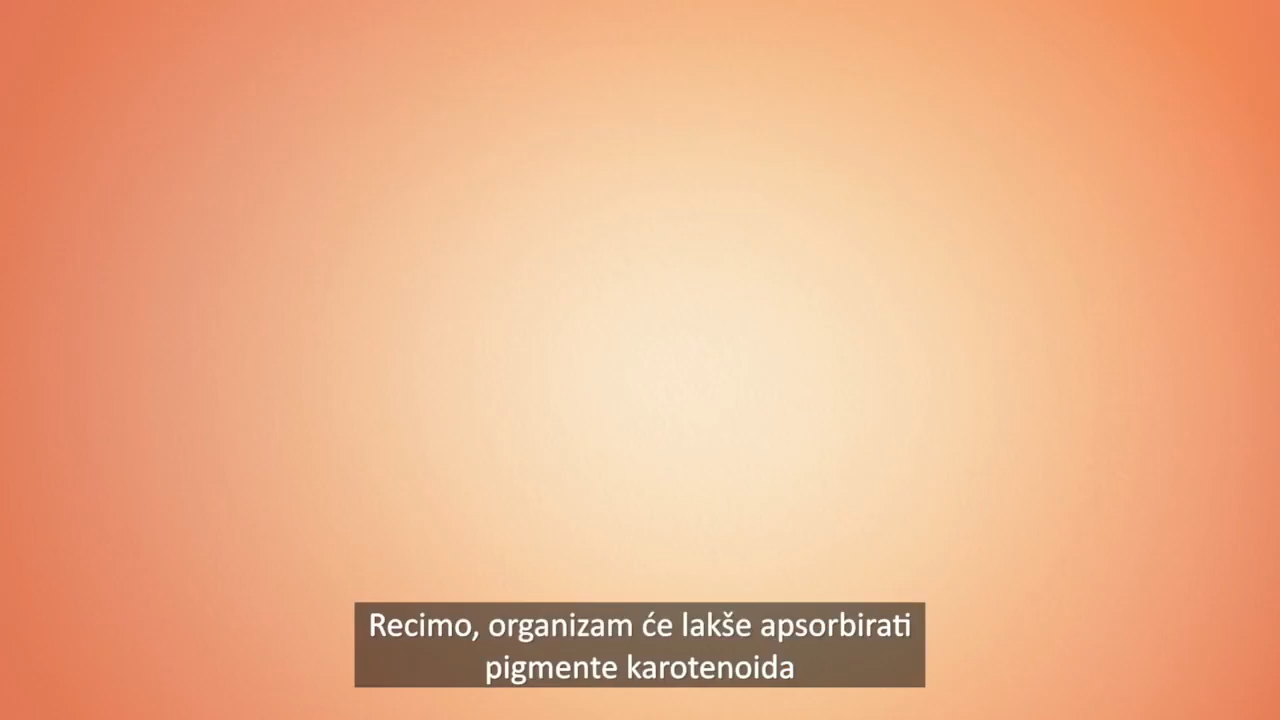 Recimo, organizam će lakše apsorbirati
pigmente karotenoida